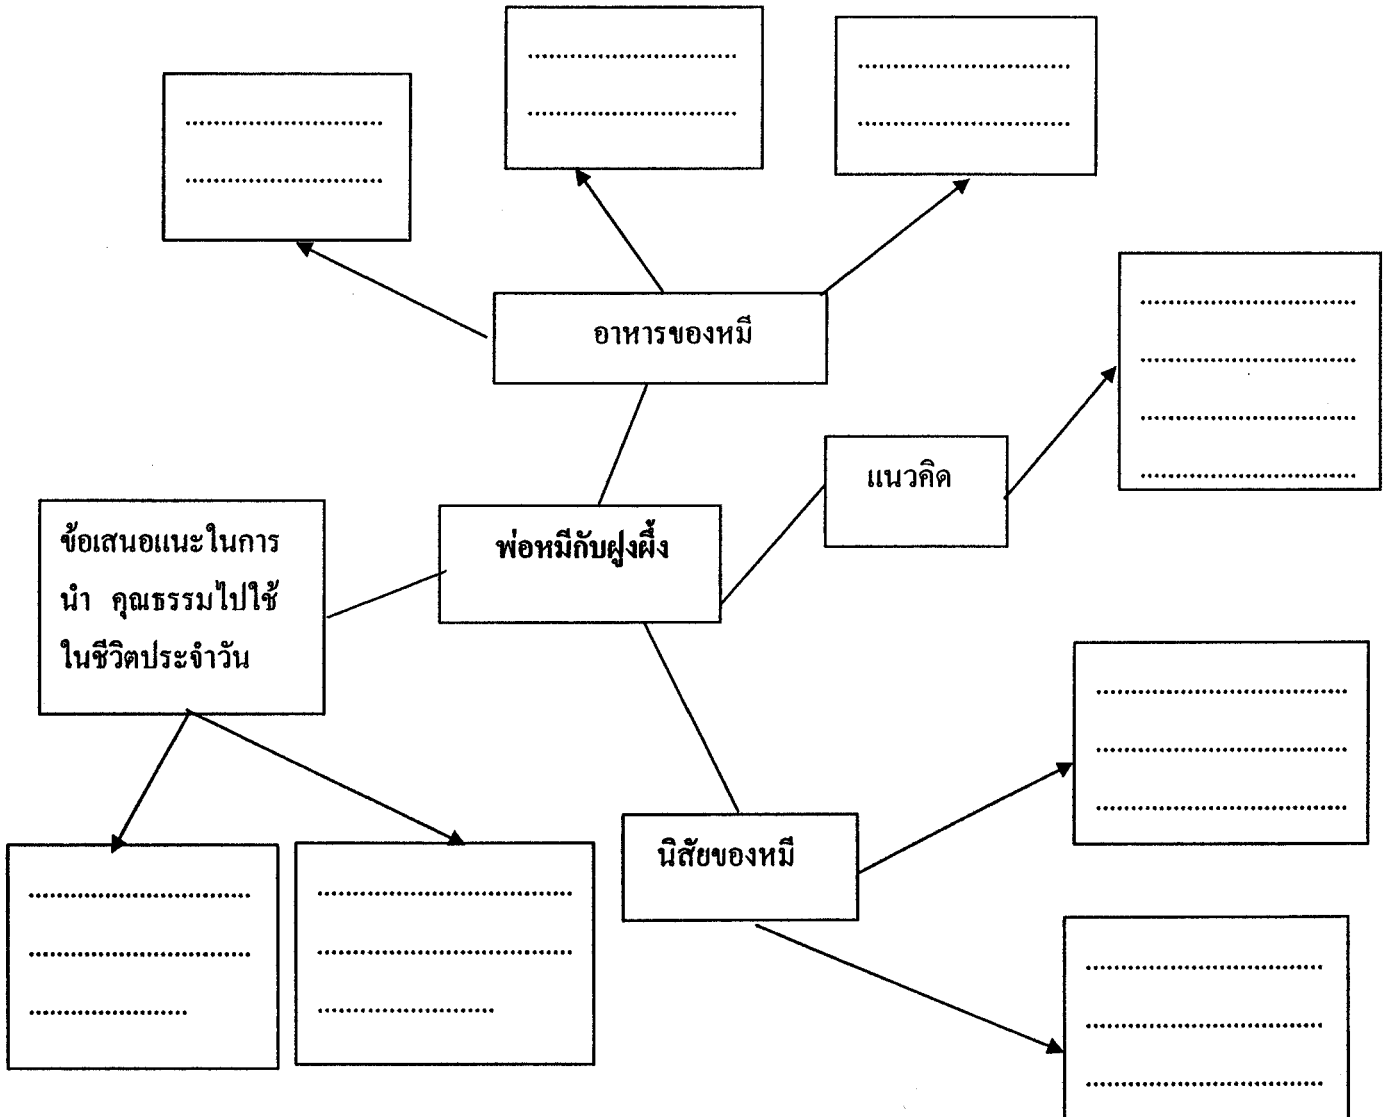 อาหารของหมี
แนวคิด
พ่อหมีกับฝูงผึ้ง
ข้อเสนอแนะในการ
นำ คุณธรรมไปใช้
ในชีวิตประจำวัน
นิสัยของหมี